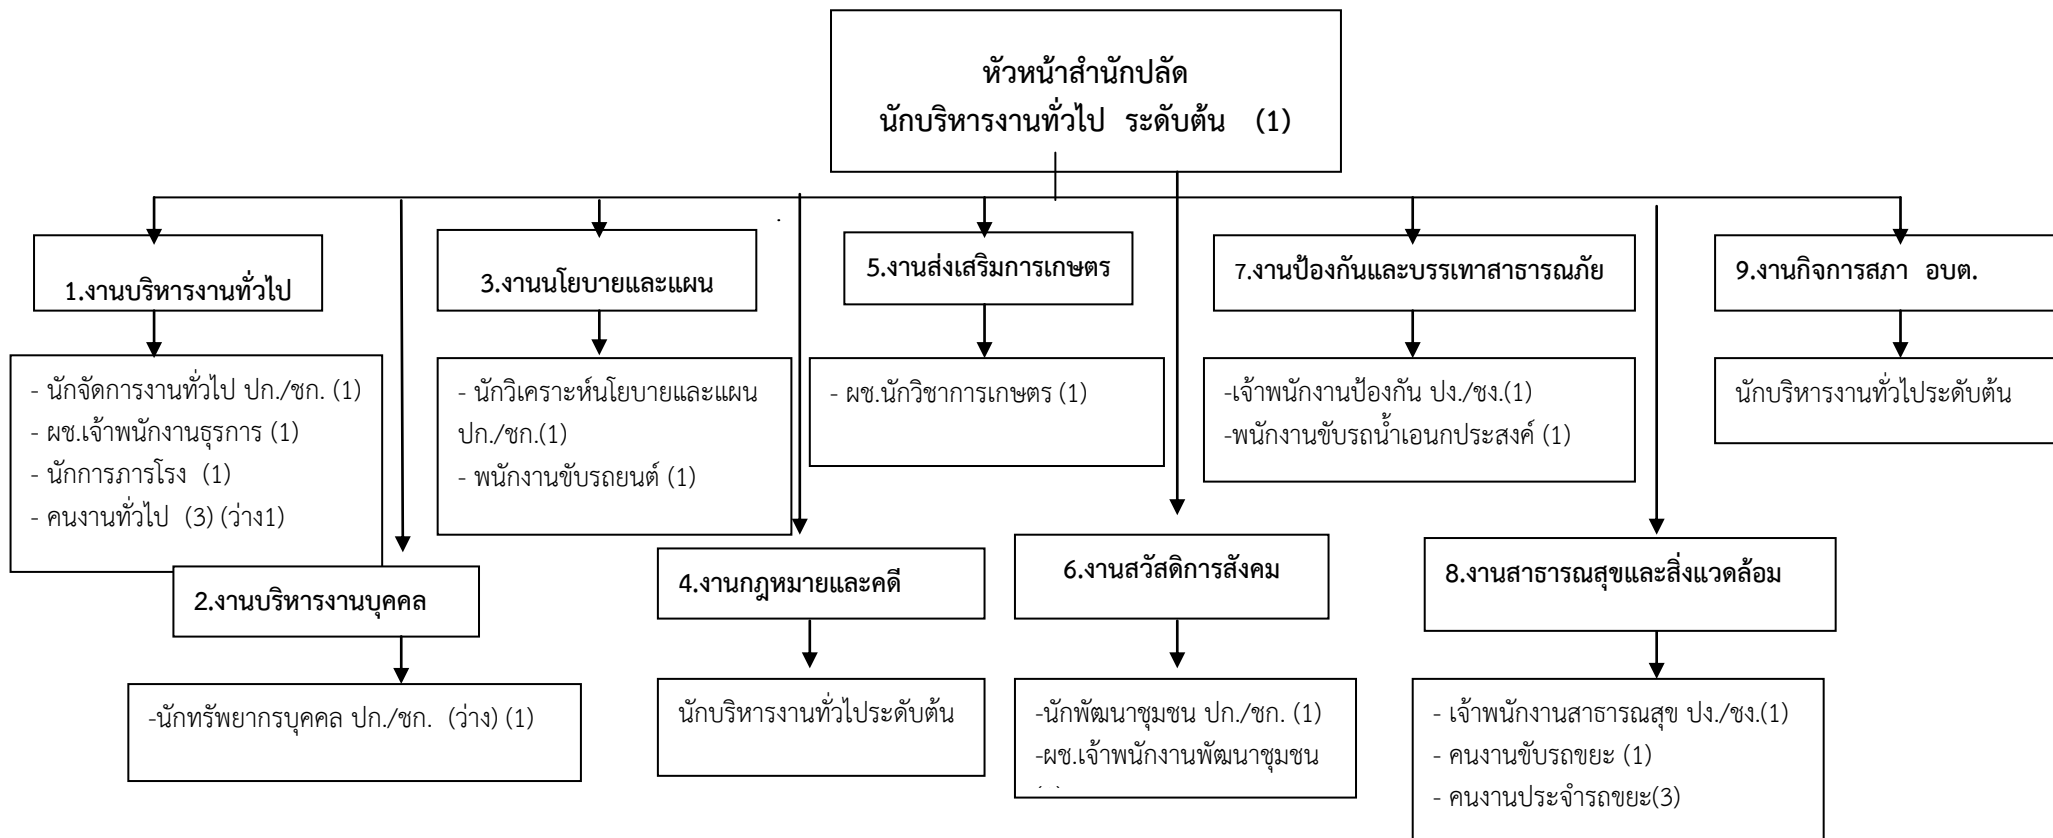 หัวหน้าสำนักปลัด
นักบริหารงานทั่วไป ระดับต้น (1)
1.งานบริหารงานทั่วไป
- นักจัดการงานทั่วไป ปก./ชก. (1)
- ผช.เจ้าพนักงานธุรการ (1)
- นักการภารโรง (1)
- คนงานทั่วไป (3) (ว่าง1)
2.งานบริหารงานบุคคล
-นักทรัพยากรบุคคล ปก./ชก. (ว่าง) (1)
3.งานนโยบายและแผน
- นักวิเคราะห์นโยบายและแผน
ปก./ชก.(1)
- พนักงานขับรถยนต์ (1)
4.งานกฎหมายและคดี
นักบริหารงานทั่วไประดับต้น
5.งานส่งเสริมการเกษตร
- ผช.นักวิชาการเกษตร (1)
6.งานสวัสดิการสังคม
-นักพัฒนาชุมชน ปก./ชก. (1)
-ผช.เจ้าพนักงานพัฒนาชุมชน
7.งานป้องกันและบรรเทาสาธารณภัย
-เจ้าพนักงานป้องกัน ปง./ชง.(1)
-พนักงานขับรถน้ำเอนกประสงค์ (1)
8.งานสาธารณสุขและสิ่งแวดล้อม
- เจ้าพนักงานสาธารณสุข ปง./ชง.(1)
- คนงานขับรถขยะ (1)
- คนงานประจำรถขยะ(3)
9.งานกิจการสภา อบต.
นักบริหารงานทั่วไประดับต้น